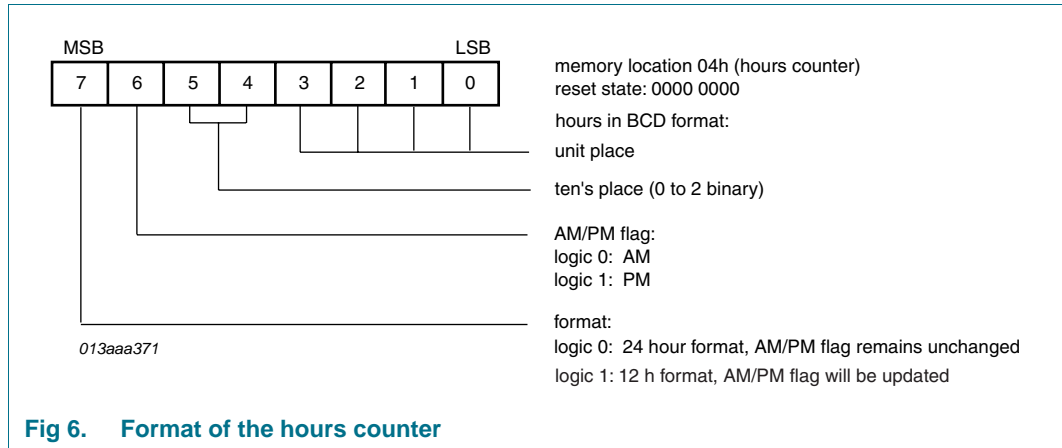 MSB LSB
7 6 5 4 3 2 1 0
memory location 04h (hours counter)
reset state: 0000 0000
hours in BCD format:
unit place
ten's place (0 to 2 binary)
AM/PM flag:
logic 0: AM
logic 1: PM
format:
logic 0: 24 hour format, AM/PM flag remains unchanged
logic 1: 12 h format, AM/PM flag will be updated
013aaa371
Fig 6. Format of the hours counter